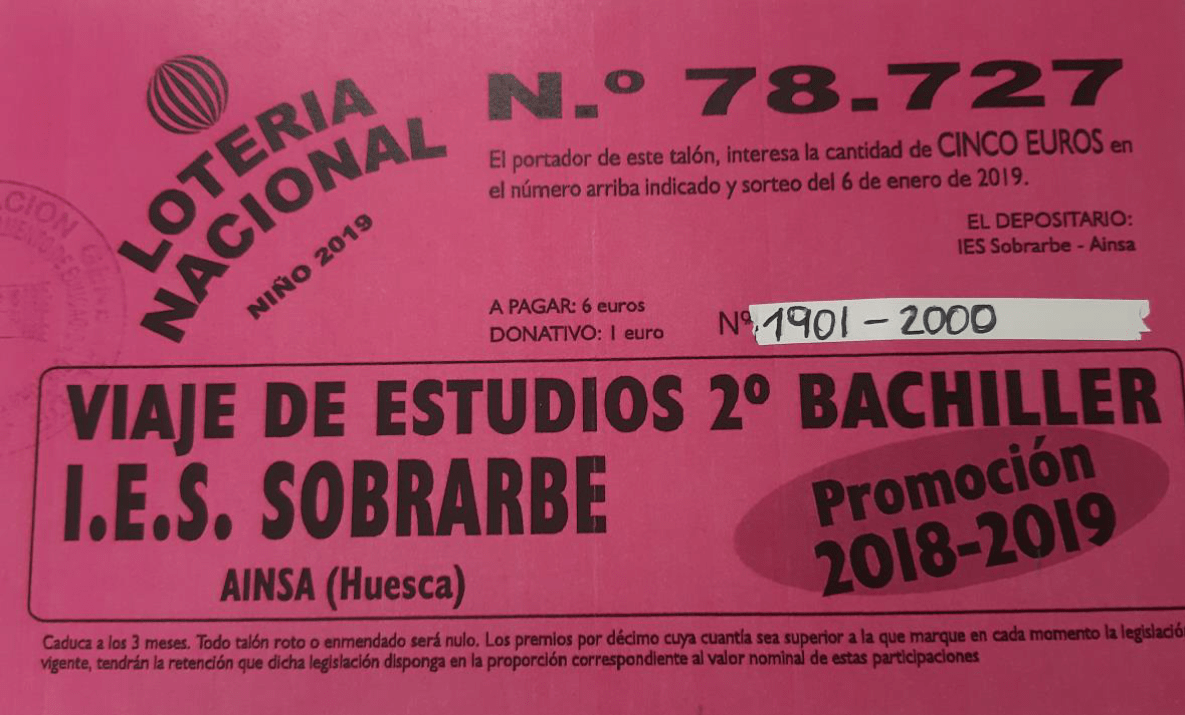 LOTERIA
NACIONAL
NIÑO 2019
N.º 78.727
El portador de este talón, interesa la cantidad de CINCO EUROS en
el número arriba indicado y sorteo del 6 de enero de 2019.
EL DEPOSITARIO:
IES Sobrarbe - Ainsa
A PAGAR: 6 euros
DONATIVO: 1 euro
Nº 1901 - 2000
VIAJE DE ESTUDIOS 2º BACHILLER
I.E.S. SOBRARBE
AINSA (Huesca)
Promoción
2018-2019
Caduca a los 3 meses. Todo talón roto o enmendado será nulo. Los premios por décimo cuya cuantía sea superior a la que marque en cada momento la legislació
vigente, tendrán la retención que dicha legislación disponga en la proporción correspondiente al valor nominal de estas participaciones